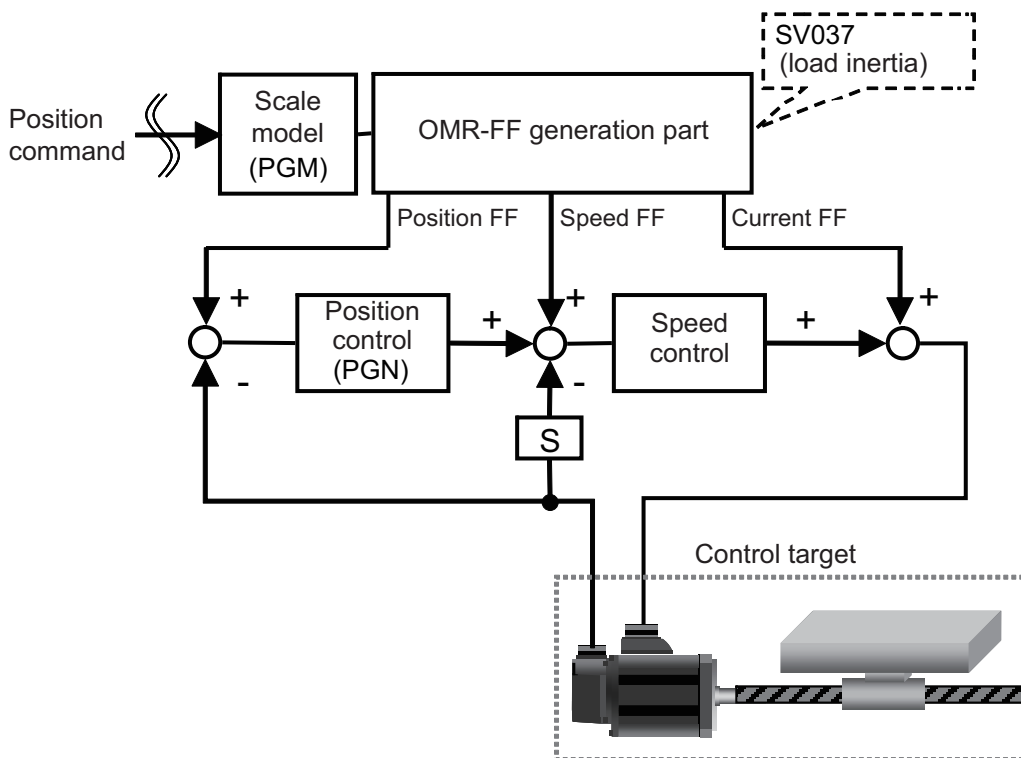 SV037
(load inertia)
Position
command
Scale
model
(PGM)
OMR-FF generation part
Position FF
Speed FF
Current FF
+
-
Position
control
(PGN)
+
+
-
S
Speed
control
+
+
Control target